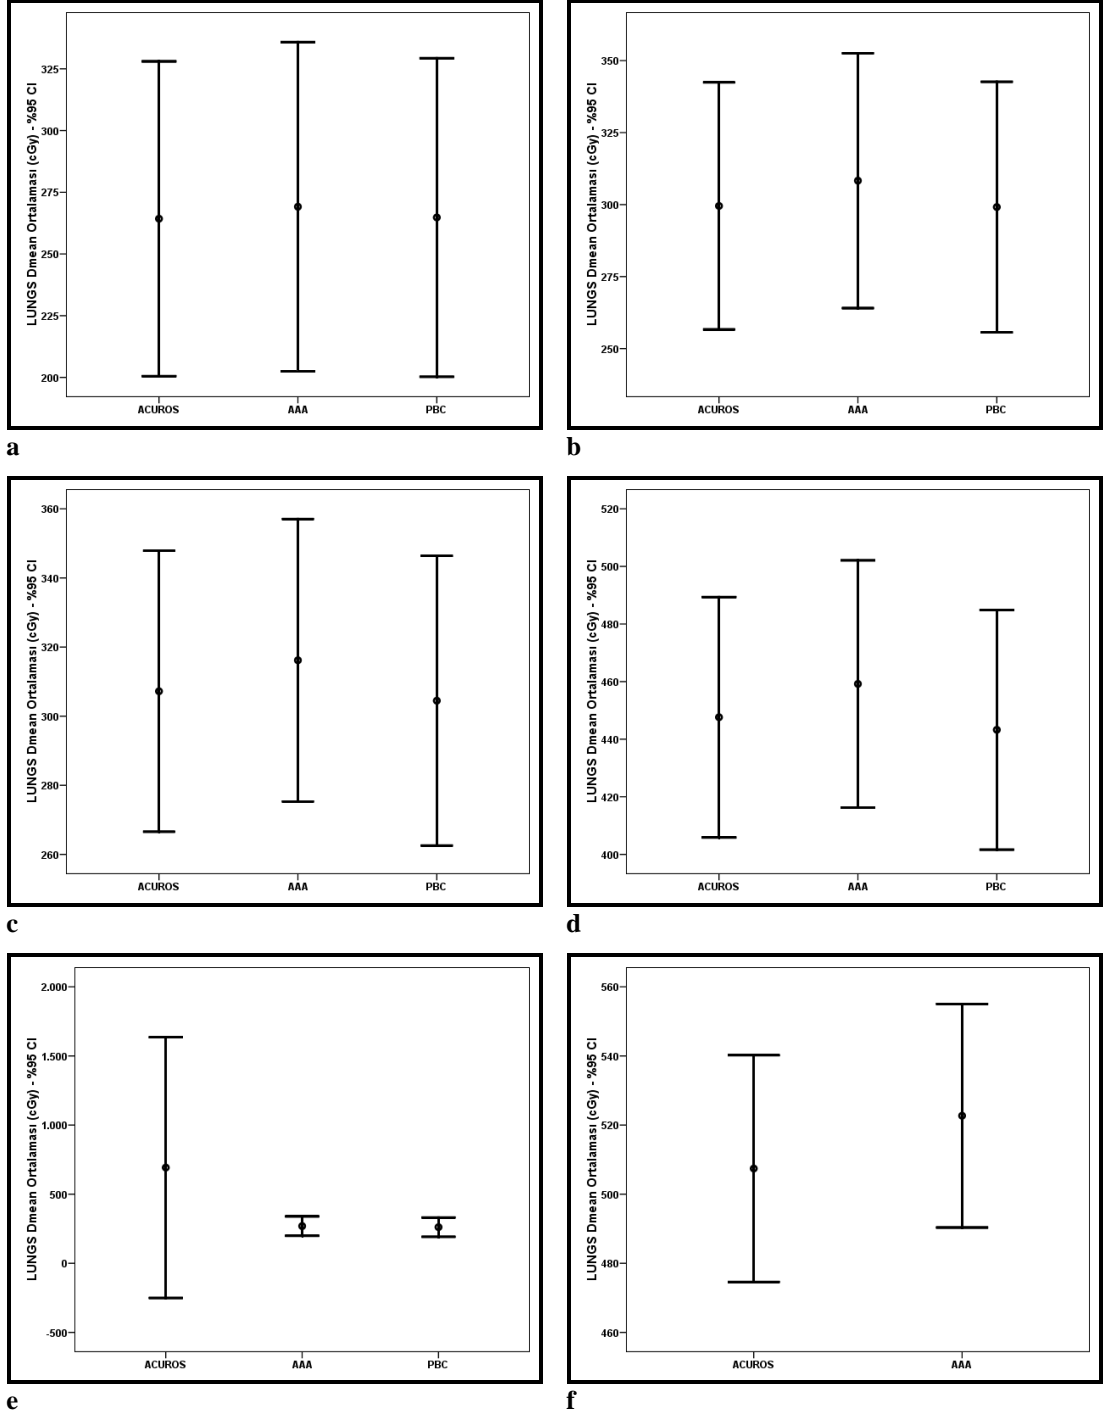 LUNGS Dmean Ortalaması (cGy) - %95 CI
325
300
275
250
225
200
ACUROS AAA PBC
a
LUNGS Dmean Ortalaması (cGy) - %95 CI
350
325
300
275
250
ACUROS AAA PBC
b
LUNGS Dmean Ortalaması (cGy) - %95 CI
360
340
320
300
280
260
ACUROS AAA PBC
c
LUNGS Dmean Ortalaması (cGy) - %95 CI
520
500
480
460
440
420
400
ACUROS AAA PBC
d
LUNGS Dmean Ortalaması (cGy) - %95 CI
2.000
1.500
1.000
500
0
-500
ACUROS AAA PBC
e
LUNGS Dmean Ortalaması (cGy) - %95 CI
560
540
520
500
480
460
ACUROS AAA
f